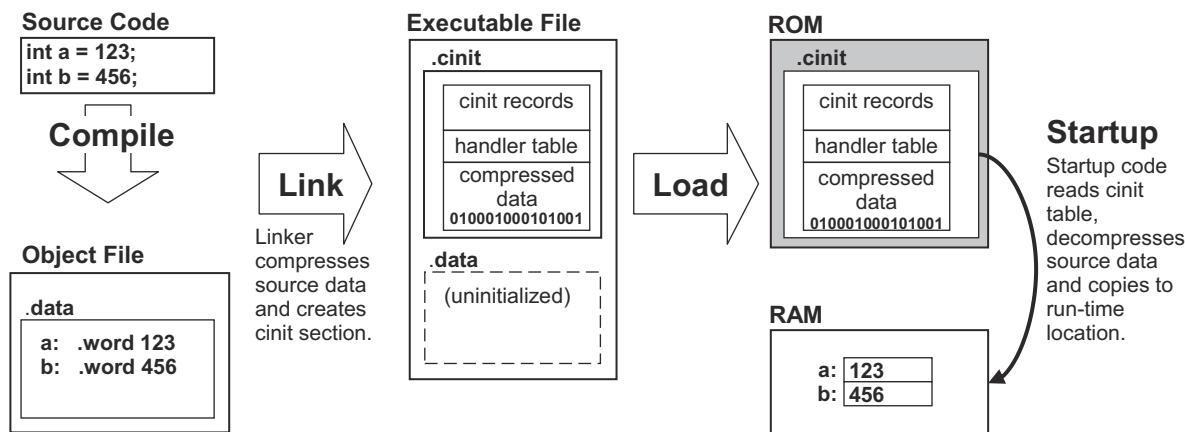 Source Code
int a = 123;
int b = 456;
Compile
Object File
.data
a: .word 123
b: .word 456
Link
Linker
compresses
source data
and creates
cinit section.
Executable File
.cinit
cinit records
handler table
compressed
data
010001000101001
.data
(uninitialized)
Load
ROM
.cinit
cinit records
handler table
compressed
data
010001000101001
Startup
Startup code
reads cinit
table,
decompresses
source data
and copies to
run-time
location.
RAM
a: 123
b: 456